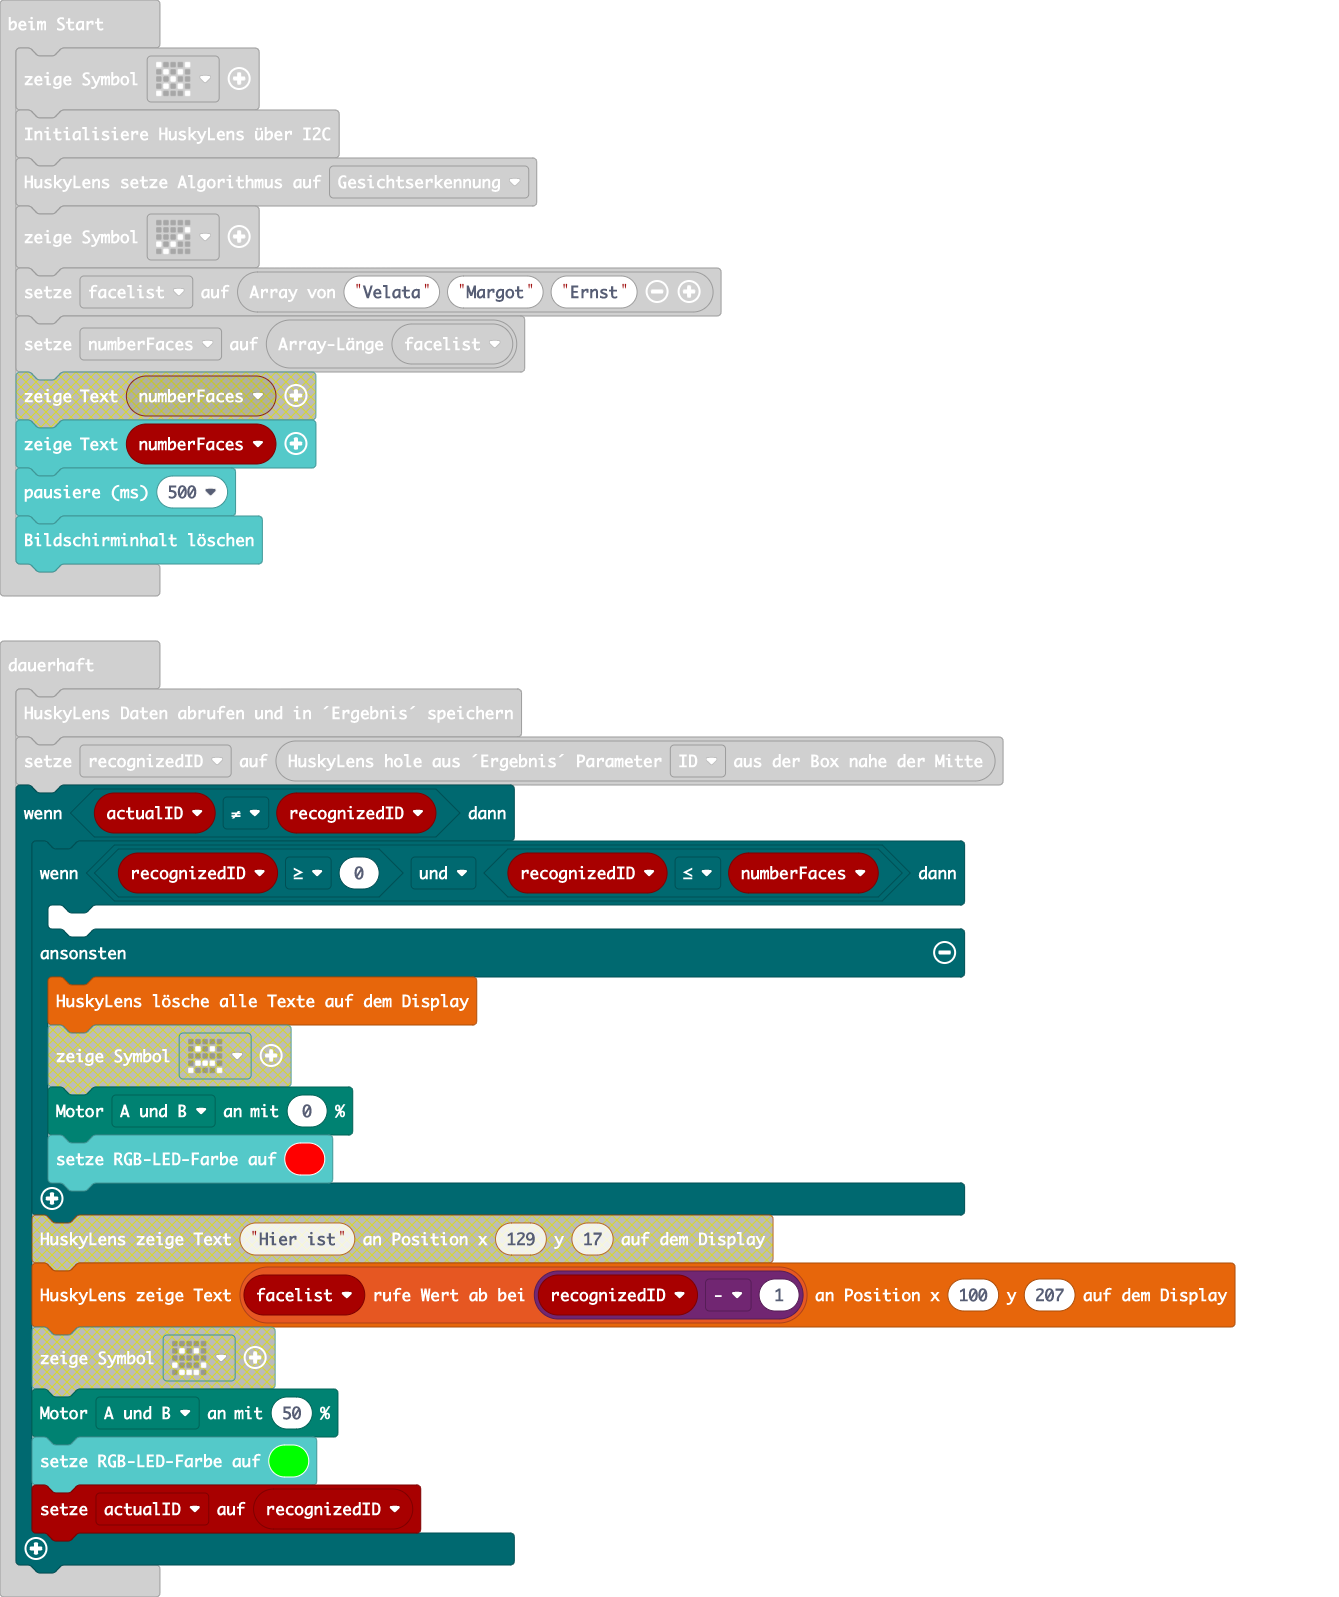 beim Start
zeige Symbol
Initialisiere HuskyLens über I2C
HuskyLens setze Algorithmus auf Gesichtserkennung
zeige Symbol
setze facelist auf Array von "Velata" "Margot" "Ernst"
setze numberFaces auf Array-Länge facelist
zeige Text numberFaces
zeige Text numberFaces
pausiere (ms) 500
Bildschirminhalt löschen
dauerhaft
HuskyLens Daten abrufen und in ´Ergebnis´ speichern
setze recognizedID auf HuskyLens hole aus ´Ergebnis´ Parameter ID aus der Box nahe der Mitte
wenn actualID ≠ recognizedID dann
wenn recognizedID ≥ 0 und recognizedID ≤ numberFaces dann
ansonsten
HuskyLens lösche alle Texte auf dem Display
zeige Symbol
Motor A und B an mit 0 %
setze RGB-LED-Farbe auf
HuskyLens zeige Text "Hier ist" an Position x 129 y 17 auf dem Display
HuskyLens zeige Text facelist rufe Wert ab bei recognizedID - 1 an Position x 100 y 207 auf dem Display
zeige Symbol
Motor A und B an mit 50 %
setze RGB-LED-Farbe auf
setze actualID auf recognizedID